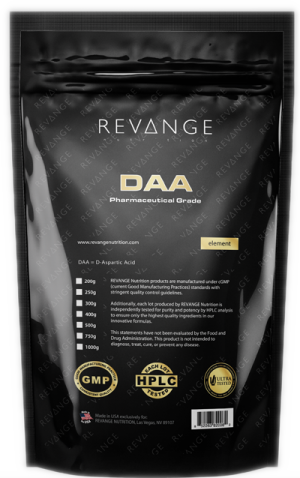 REVANGE
DAA
Pharmaceutical Grade
www.revangenutrition.com
element
DAA = D-Aspartic Acid
200g
250g
300g
400g
500g
750g
1000g
REVANGE Nutrition products are manufactured under cGMP
(current Good Manufacturing Practices) standards with
stringent quality control guidelines.
Additionally, each lot produced by REVANGE Nutrition is
independently tested for purity and potency by HPLC analysis
to ensure only the highest quality ingredients in our
innovative formulas.
This statements have not been evaluated by the Food and
Drug Administration. This product is not intended to
diagnose, treat, cure, or prevent any disease.
GMP
EACH LOT
HPLC
TESTED
ULTRA
Made in USA exclusively for:
REVANGE NUTRITION, Las Vegas, NV 89107